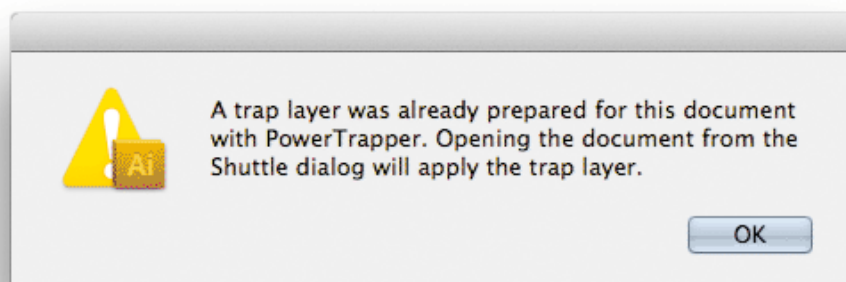 A trap layer was already prepared for this document
with PowerTrapper. Opening the document from the
Shuttle dialog will apply the trap layer.
Ai
OK